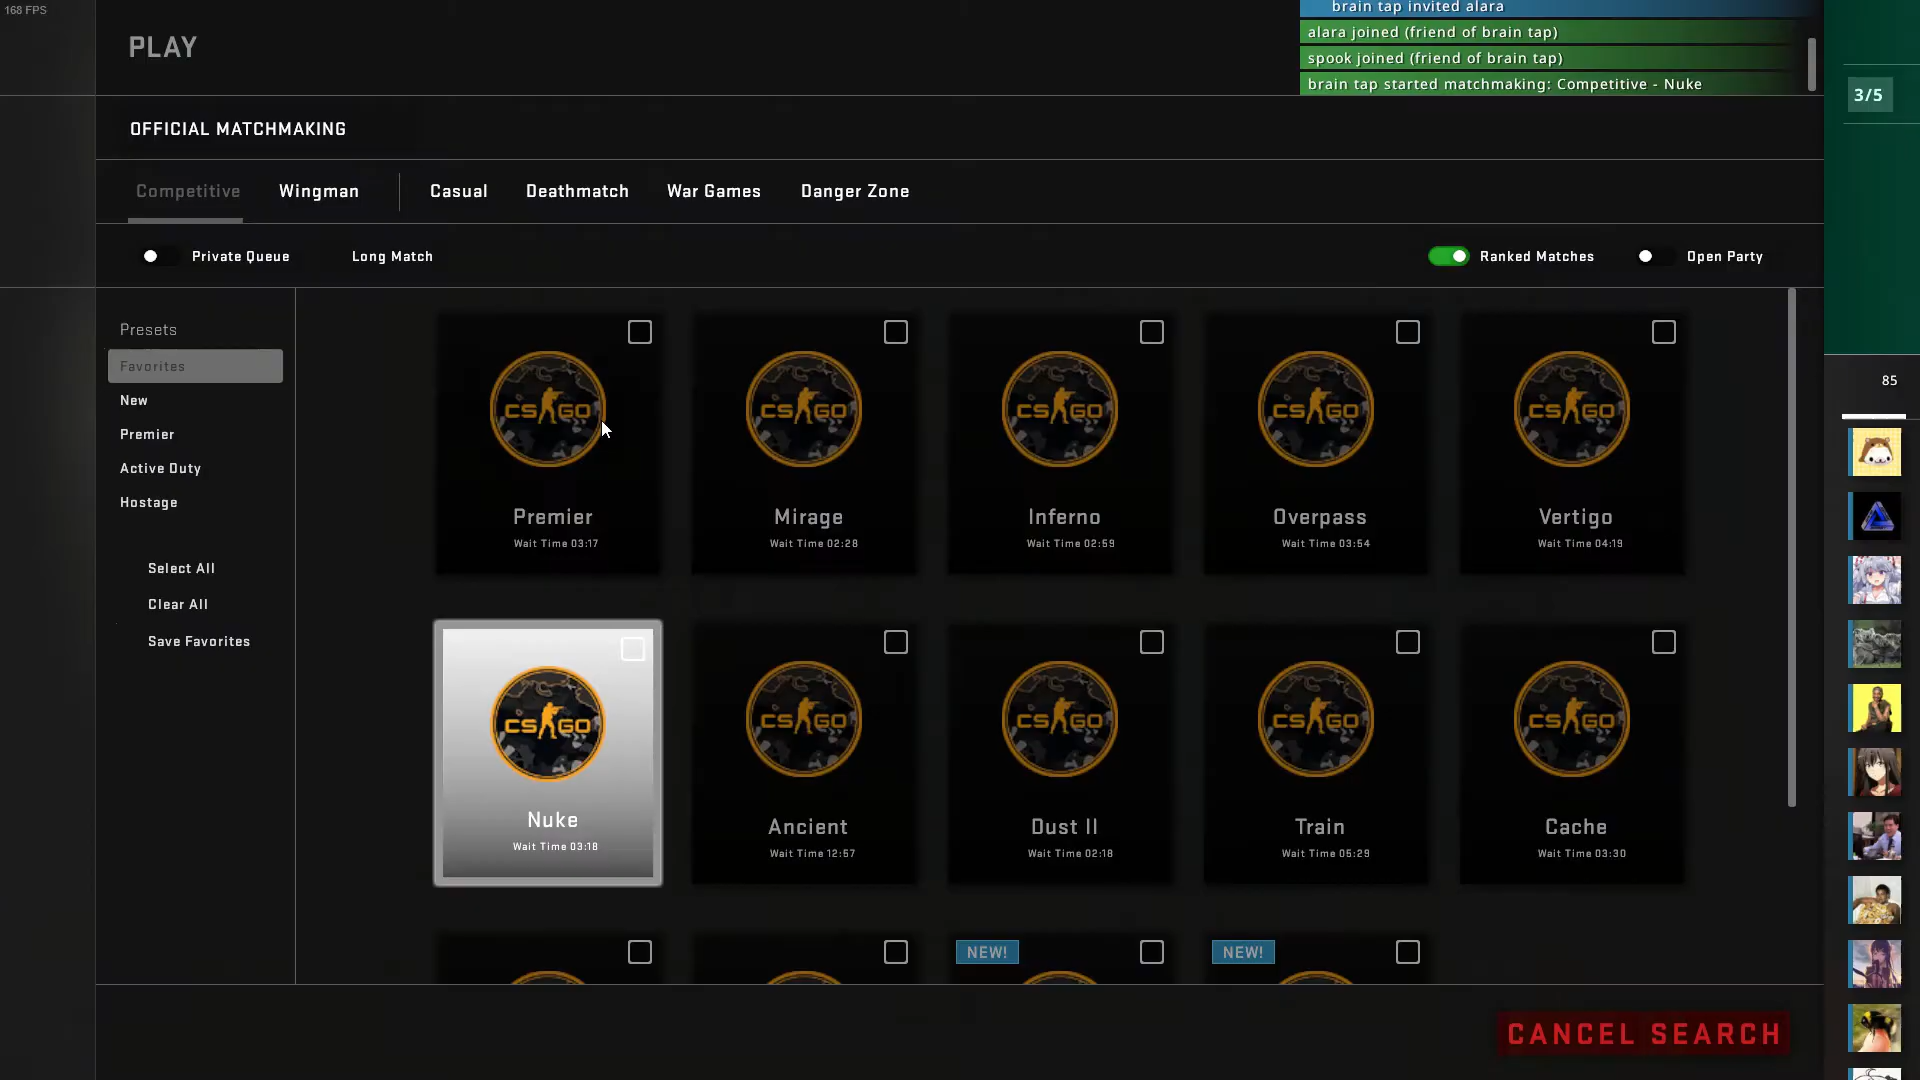 168 FPS
PLAY
brain tap invited alara
alara joined (friend of brain tap)
spook joined (friend of brain tap)
brain tap started matchmaking: Competitive - Nuke
3/5
OFFICIAL MATCHMAKING
Competitive Wingman Casual Deathmatch War Games Danger Zone
Private Queue Long Match Ranked Matches Open Party
Presets
Favorites
New
Premier
Active Duty
Hostage
Select All
Clear All
Save Favorites
85
CS GO CS GO CS GO CS GO CS GO
Premier Mirage Inferno Overpass Vertigo
Wait Time 03:17 Wait Time 02:28 Wait Time 02:59 Wait Time 03:54 Wait Time 04:19
CS GO CS GO CS GO CS GO CS GO
Nuke Ancient Dust II Train Cache
Wait Time 03:18 Wait Time 12:57 Wait Time 02:18 Wait Time 05:29 Wait Time 03:30
NEW! NEW!
CANCEL SEARCH